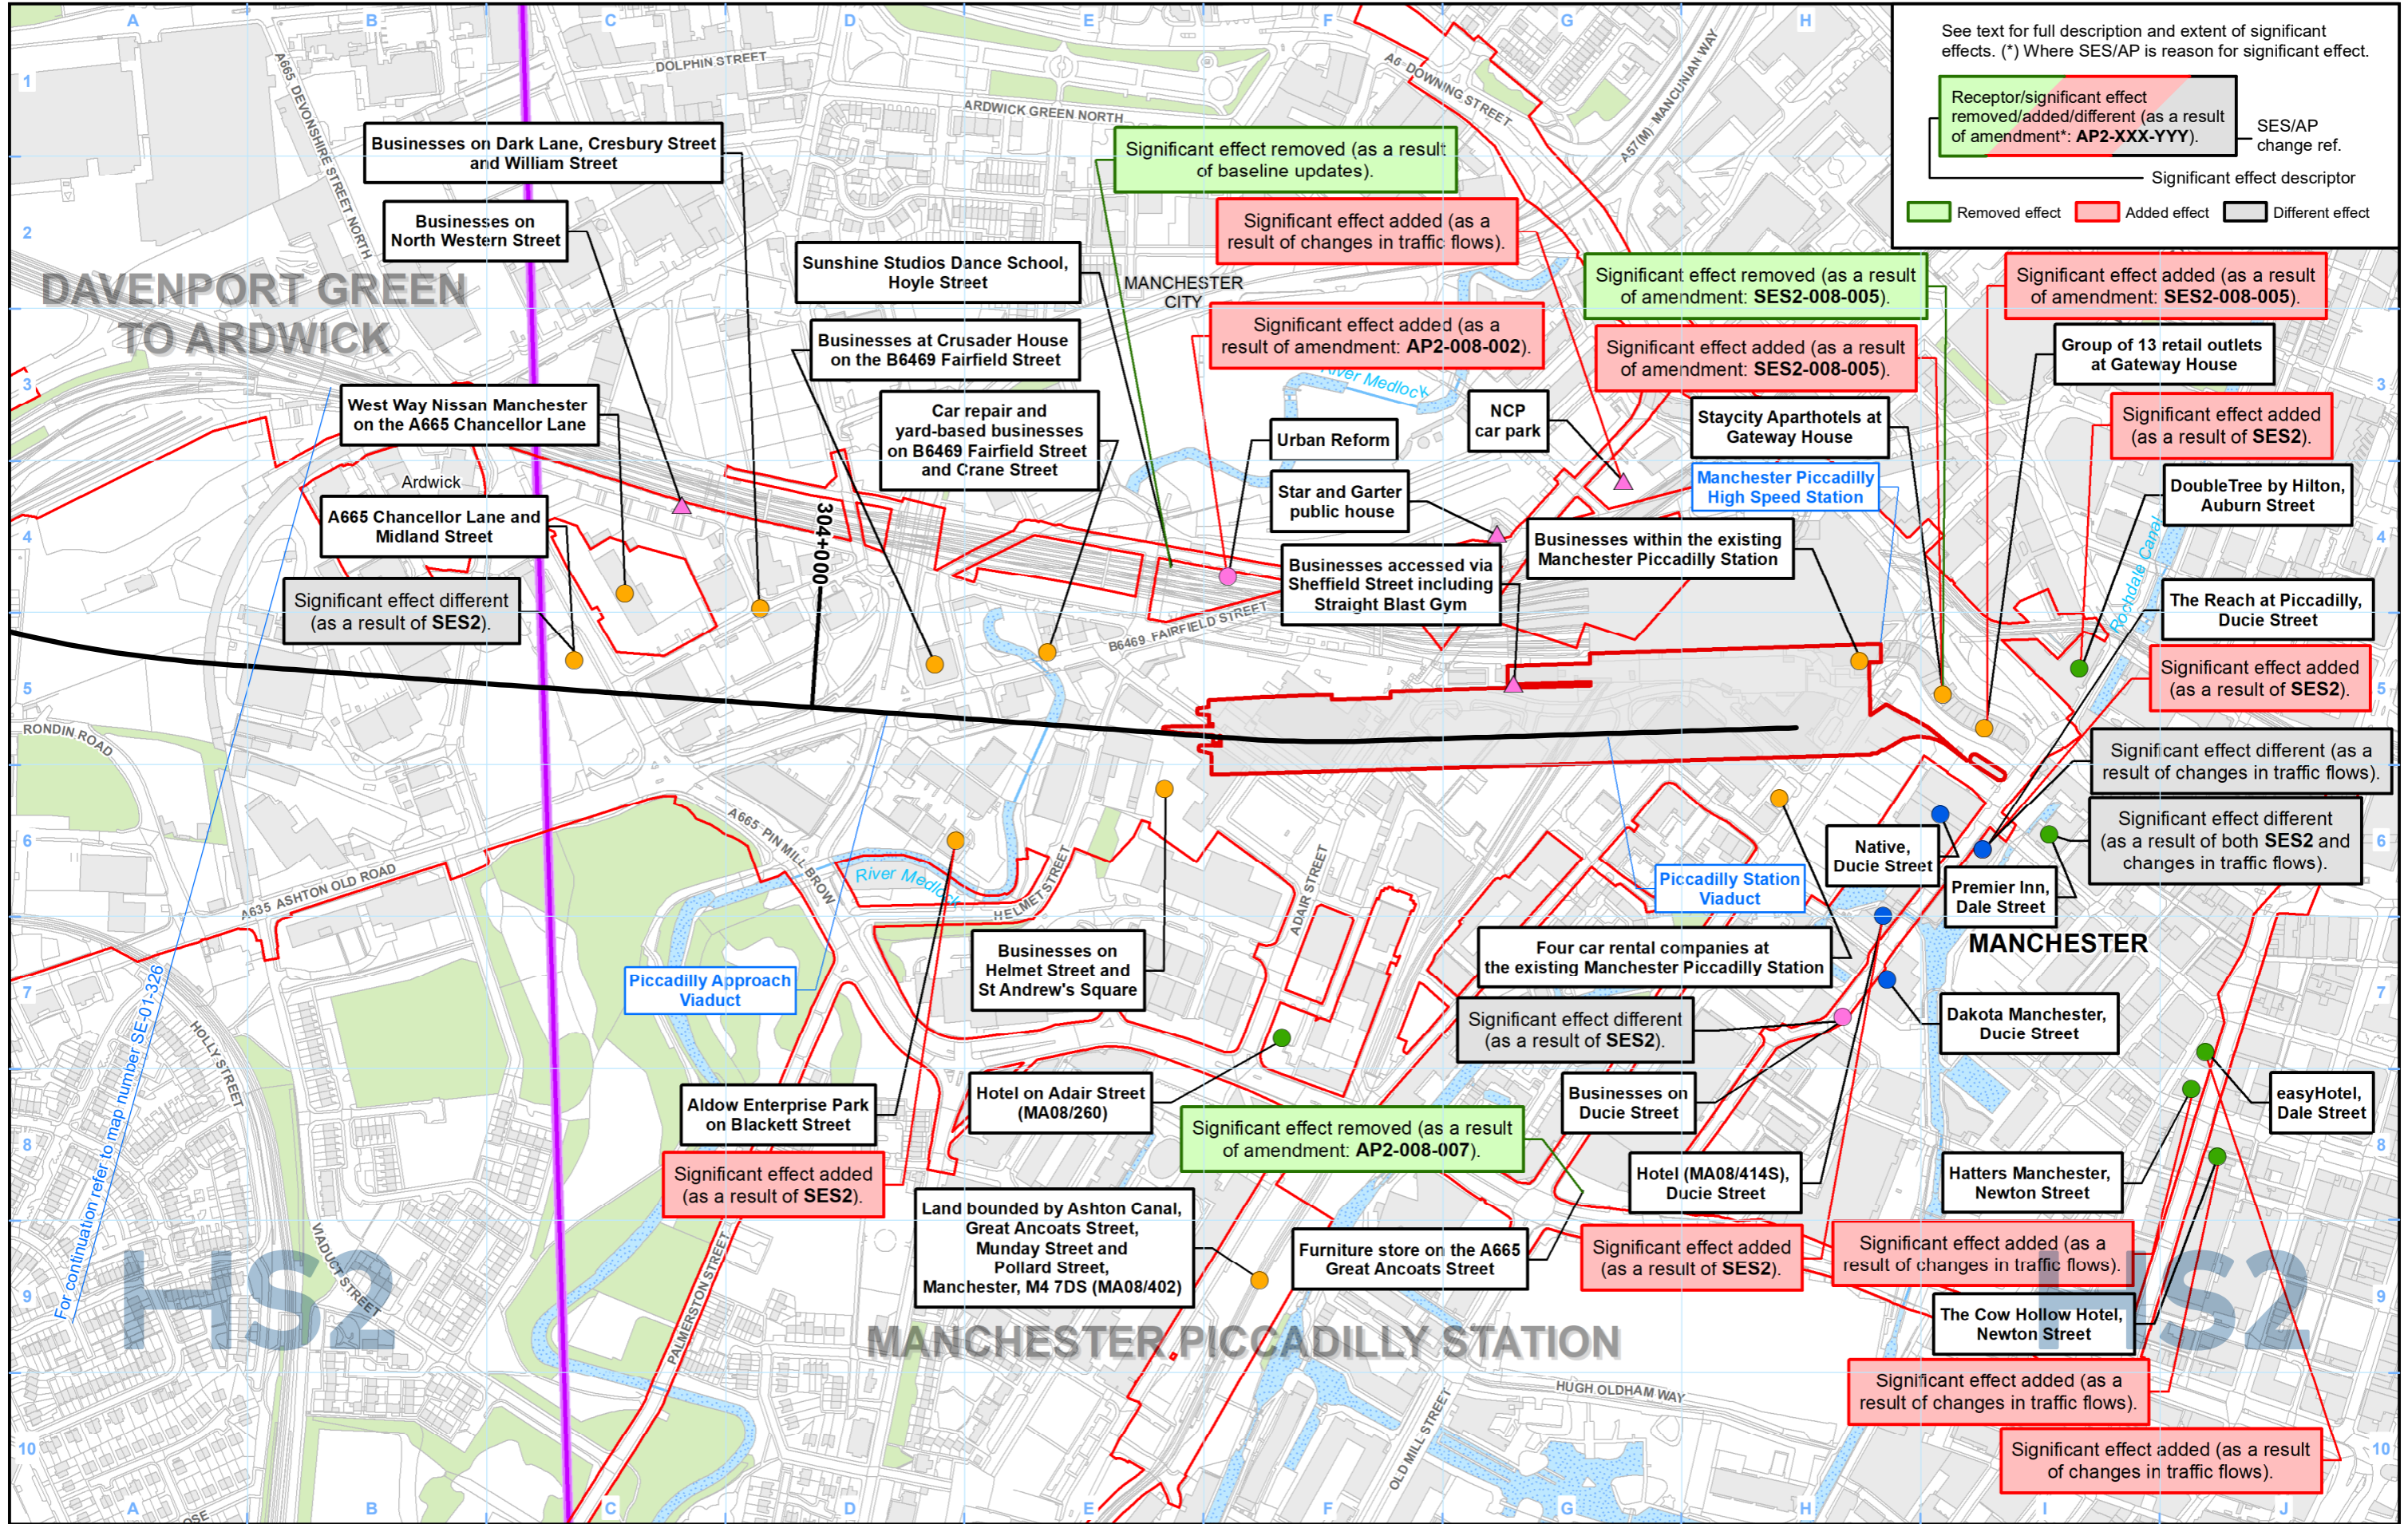 A
B
C
D
E
F
G
H
See text for full description and extent of significant
effects. (*) Where SES/AP is reason for significant effect.
Receptor/significant effect
removed/added/different (as a result
of amendment*: AP2-XXX-YYY).
SES/AP
change ref.
Significant effect descriptor
Removed effect
Added effect
Different effect
1
DOLPHIN STREET
A665 DEVONSHIRE STREET NORTH
ARDWICK GREEN NORTH
A6 DOWNING STREET
A57(M) MANCUNIAN WAY
Businesses on Dark Lane, Cresbury Street
and William Street
Significant effect removed (as a result
of baseline updates).
2
2
Businesses on
North Western Street
Significant effect added (as a
result of changes in traffic flows).
Sunshine Studios Dance School,
Hoyle Street
MANCHESTER
CITY
Significant effect removed (as a result
of amendment: SES2-008-005).
Significant effect added (as a result
of amendment: SES2-008-005).
DAVENPORT GREEN
TO ARDWICK
Businesses at Crusader House
on the B6469 Fairfield Street
Significant effect added (as a
result of amendment: AP2-008-002).
Significant effect added (as a result
of amendment: SES2-008-005).
Group of 13 retail outlets
at Gateway House
3
3
River Medlock
West Way Nissan Manchester
on the A665 Chancellor Lane
Car repair and
yard-based businesses
on B6469 Fairfield Street
and Crane Street
Urban Reform
NCP
car park
Staycity Aparthotels at
Gateway House
Significant effect added
(as a result of SES2).
Ardwick
Star and Garter
public house
Manchester Piccadilly
High Speed Station
DoubleTree by Hilton,
Auburn Street
A665 Chancellor Lane and
Midland Street
304+000
4
4
Businesses within the existing
Manchester Piccadilly Station
Rochdale Canal
Significant effect different
(as a result of SES2).
Businesses accessed via
Sheffield Street including
Straight Blast Gym
The Reach at Piccadilly,
Ducie Street
B6469 FAIRFIELD STREET
Significant effect added
(as a result of SES2).
5
5
RONDIN ROAD
Significant effect different (as a
result of changes in traffic flows).
A665 PIN MILL BROW
Significant effect different
(as a result of both SES2 and
changes in traffic flows).
6
6
Native,
Ducie Street
Premier Inn,
Dale Street
A635 ASHTON OLD ROAD
River Medlock
HELMET STREET
ADAIR STREET
Piccadilly Station
Viaduct
MANCHESTER
Businesses on
Helmet Street and
St Andrew's Square
Four car rental companies at
the existing Manchester Piccadilly Station
Piccadilly Approach
Viaduct
7
7
Significant effect different
(as a result of SES2).
Dakota Manchester,
Ducie Street
For continuation refer to map number SE-01-326
HOLLY STREET
Aldow Enterprise Park
on Blackett Street
Hotel on Adair Street
(MA08/260)
Businesses on
Ducie Street
easyHotel,
Dale Street
Significant effect removed (as a result
of amendment: AP2-008-007).
8
8
Significant effect added
(as a result of SES2).
Hotel (MA08/414S),
Ducie Street
Hatters Manchester,
Newton Street
Land bounded by Ashton Canal,
Great Ancoats Street,
Munday Street and
Pollard Street,
Manchester, M4 7DS (MA08/402)
Furniture store on the A665
Great Ancoats Street
Significant effect added
(as a result of SES2).
Significant effect added (as a
result of changes in traffic flows).
VIADUCT STREET
PALMERSTON STREET
HS2
HS2
9
9
The Cow Hollow Hotel,
Newton Street
MANCHESTER PICCADILLY STATION
OLD MILL STREET
HUGH OLDHAM WAY
Significant effect added (as a
result of changes in traffic flows).
10
10
Significant effect added (as a result
of changes in traffic flows).
A
B
C
D
E
F
G
H
I
J